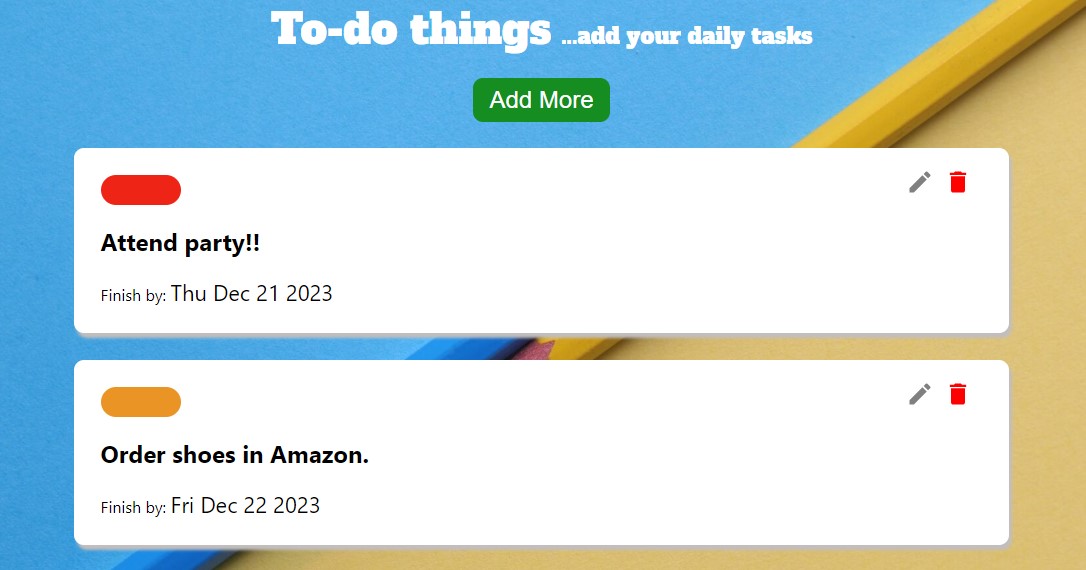 To-do things ...add your daily tasks
Add More
Attend party!!
Finish by: Thu Dec 21 2023
Order shoes in Amazon.
Finish by: Fri Dec 22 2023